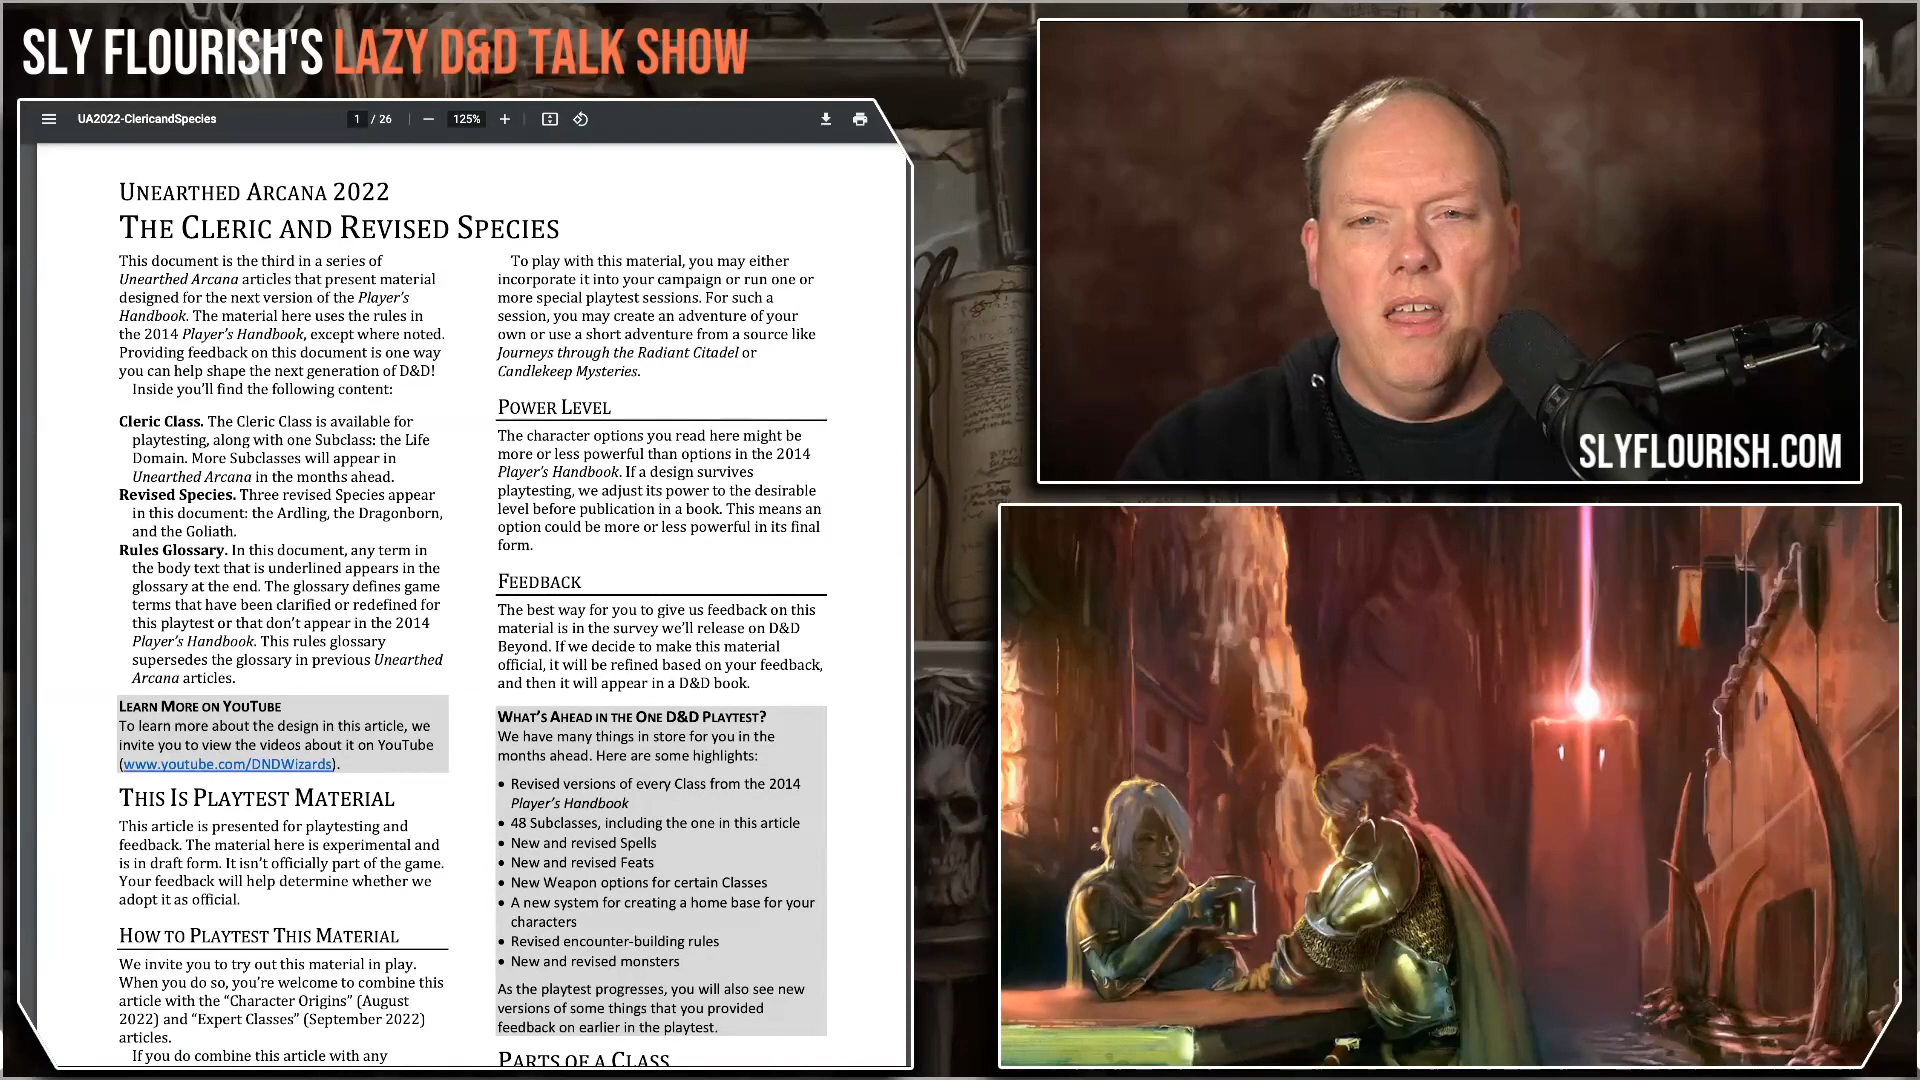 SLY FLOURISH'S LAZY D&D TALK SHOW
UA2022-ClericandSpecies
1 / 26
125%
UNEARTHED ARCANA 2022
THE CLERIC AND REVISED SPECIES
This document is the third in a series of
Unearthed Arcana articles that present material
designed for the next version of the Player's
Handbook. The material here uses the rules in
the 2014 Player's Handbook, except where noted.
Providing feedback on this document is one way
you can help shape the next generation of D&D!
Inside you'll find the following content:
Cleric Class. The Cleric Class is available for
playtesting, along with one Subclass: the Life
Domain. More Subclasses will appear in
Unearthed Arcana in the months ahead.
Revised Species. Three revised Species appear
in this document: the Ardling, the Dragonborn,
and the Goliath.
Rules Glossary. In this document, any term in
the body text that is underlined appears in the
glossary at the end. The glossary defines game
terms that have been clarified or redefined for
this playtest or that don't appear in the 2014
Player's Handbook. This rules glossary
supersedes the glossary in previous Unearthed
Arcana articles.
LEARN MORE ON YOUTUBE
To learn more about the design in this article, we
invite you to view the videos about it on YouTube
(www.youtube.com/DNDWizards).
THIS IS PLAYTEST MATERIAL
This article is presented for playtesting and
feedback. The material here is experimental and
is in draft form. It isn't officially part of the game.
Your feedback will help determine whether we
adopt it as official.
HOW TO PLAYTEST THIS MATERIAL
We invite you to try out this material in play.
When you do so, you're welcome to combine this
article with the "Character Origins" (August
2022) and "Expert Classes" (September 2022)
articles.
If you do combine this article with any
To play with this material, you may either
incorporate it into your campaign or run one or
more special playtest sessions. For such a
session, you may create an adventure of your
own or use a short adventure from a source like
Journeys through the Radiant Citadel or
Candlekeep Mysteries.
POWER LEVEL
The character options you read here might be
more or less powerful than options in the 2014
Player's Handbook. If a design survives
playtesting, we adjust its power to the desirable
level before publication in a book. This means an
option could be more or less powerful in its final
form.
FEEDBACK
The best way for you to give us feedback on this
material is in the survey we'll release on D&D
Beyond. If we decide to make this material
official, it will be refined based on your feedback,
and then it will appear in a D&D book.
WHAT'S AHEAD IN THE ONE D&D PLAYTEST?
We have many things in store for you in the
months ahead. Here are some highlights:
• Revised versions of every Class from the 2014
Player's Handbook
• 48 Subclasses, including the one in this article
• New and revised Spells
• New and revised Feats
• New Weapon options for certain Classes
• A new system for creating a home base for your
characters
• Revised encounter-building rules
• New and revised monsters
As the playtest progresses, you will also see new
versions of some things that you provided
feedback on earlier in the playtest.
PARTS OF A CLASS
SLYFLOURISH.COM